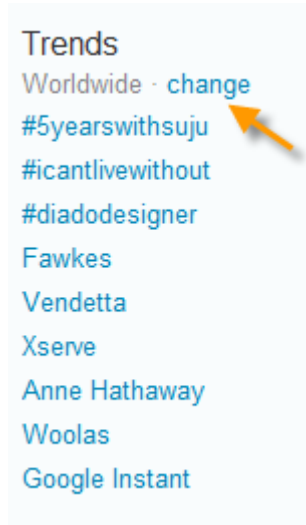 Trends
Worldwide · change
#5yearswithsuju
#icantlivewithout
#diadodesigner
Fawkes
Vendetta
Xserve
Anne Hathaway
Woolas
Google Instant